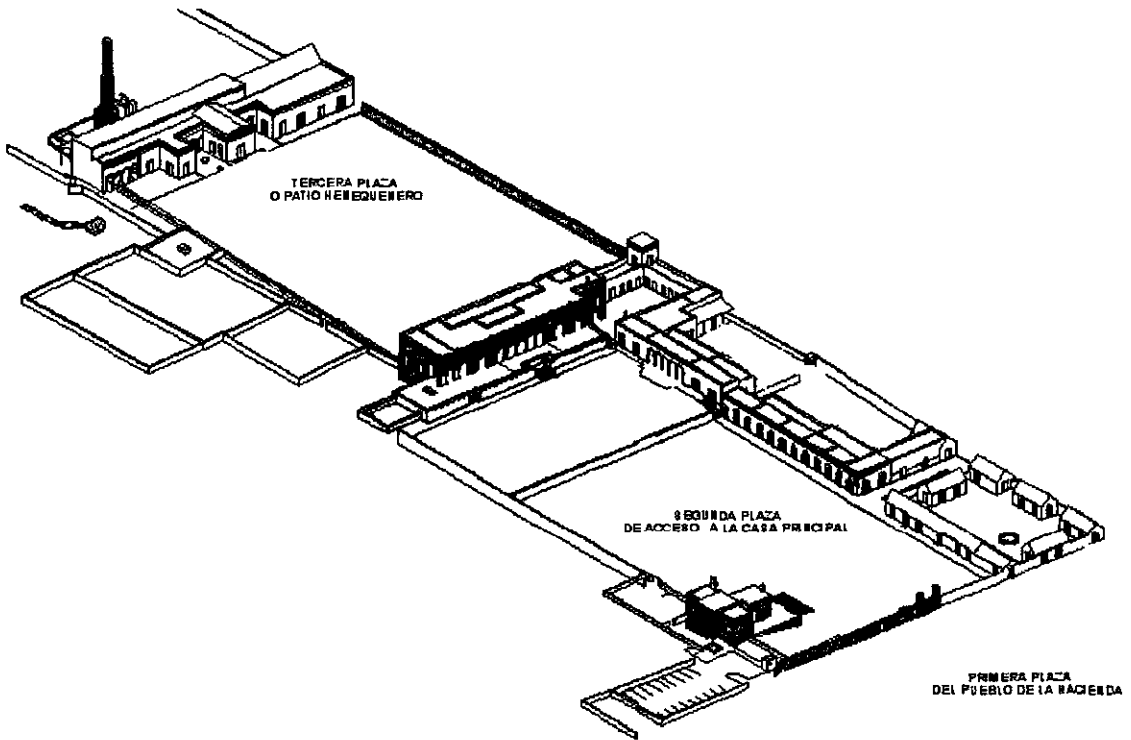 TERCERA PLAZA
O PATIO HENEQUENERO
SEGUNDA PLAZA
DE ACCESO A LA CASA PRINCIPAL
PRIMERA PLAZA
DEL PUEBLO DE LA HACIENDA